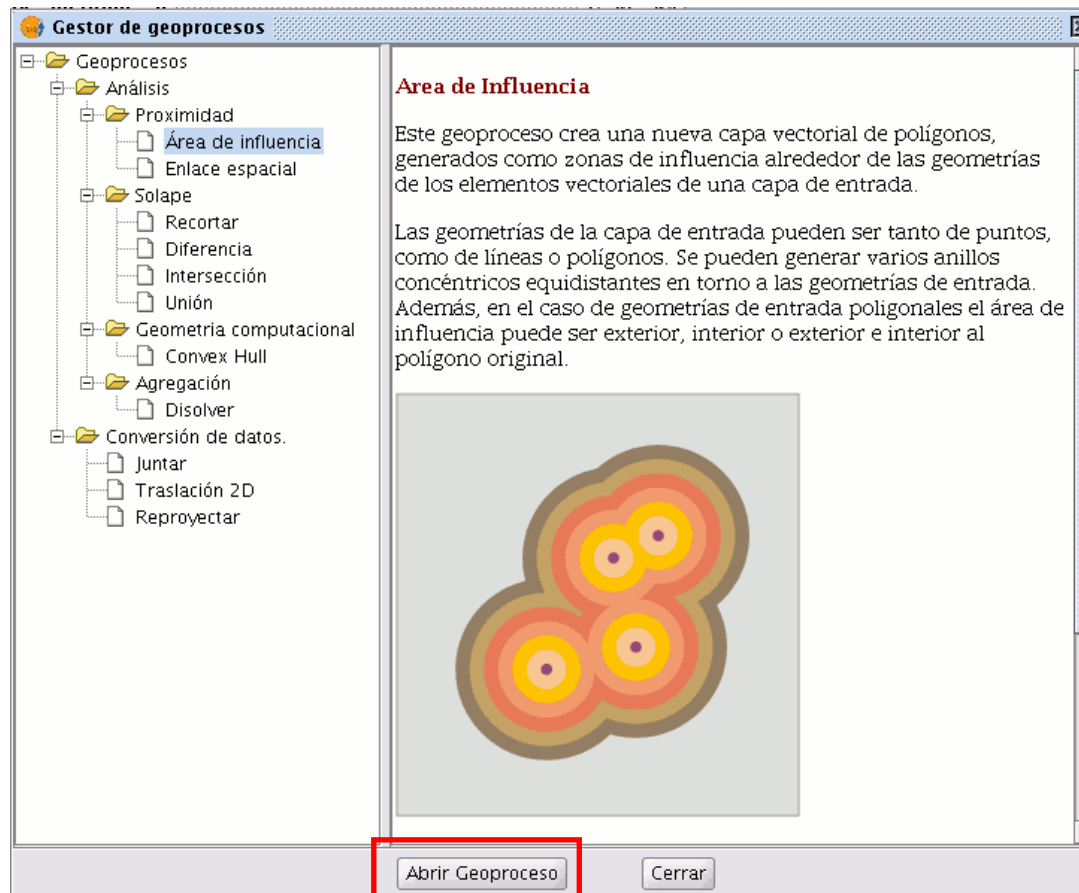 Gestor de geoprocesos
Geoprocesos
Análisis
Proximidad
Área de influencia
Enlace espacial
Solape
Recortar
Diferencia
Intersección
Unión
Geometria computacional
Convex Hull
Agregación
Disolver
Conversión de datos.
Juntar
Traslación 2D
Reproyectar
Area de Influencia
Este geoproceso crea una nueva capa vectorial de polígonos,
generados como zonas de influencia alrededor de las geometrías
de los elementos vectoriales de una capa de entrada.
Las geometrías de la capa de entrada pueden ser tanto de puntos,
como de líneas o polígonos. Se pueden generar varios anillos
concéntricos equidistantes en torno a las geometrías de entrada.
Además, en el caso de geometrías de entrada poligonales el área de
influencia puede ser exterior, interior o exterior e interior al
polígono original.
Abrir Geoproceso
Cerrar